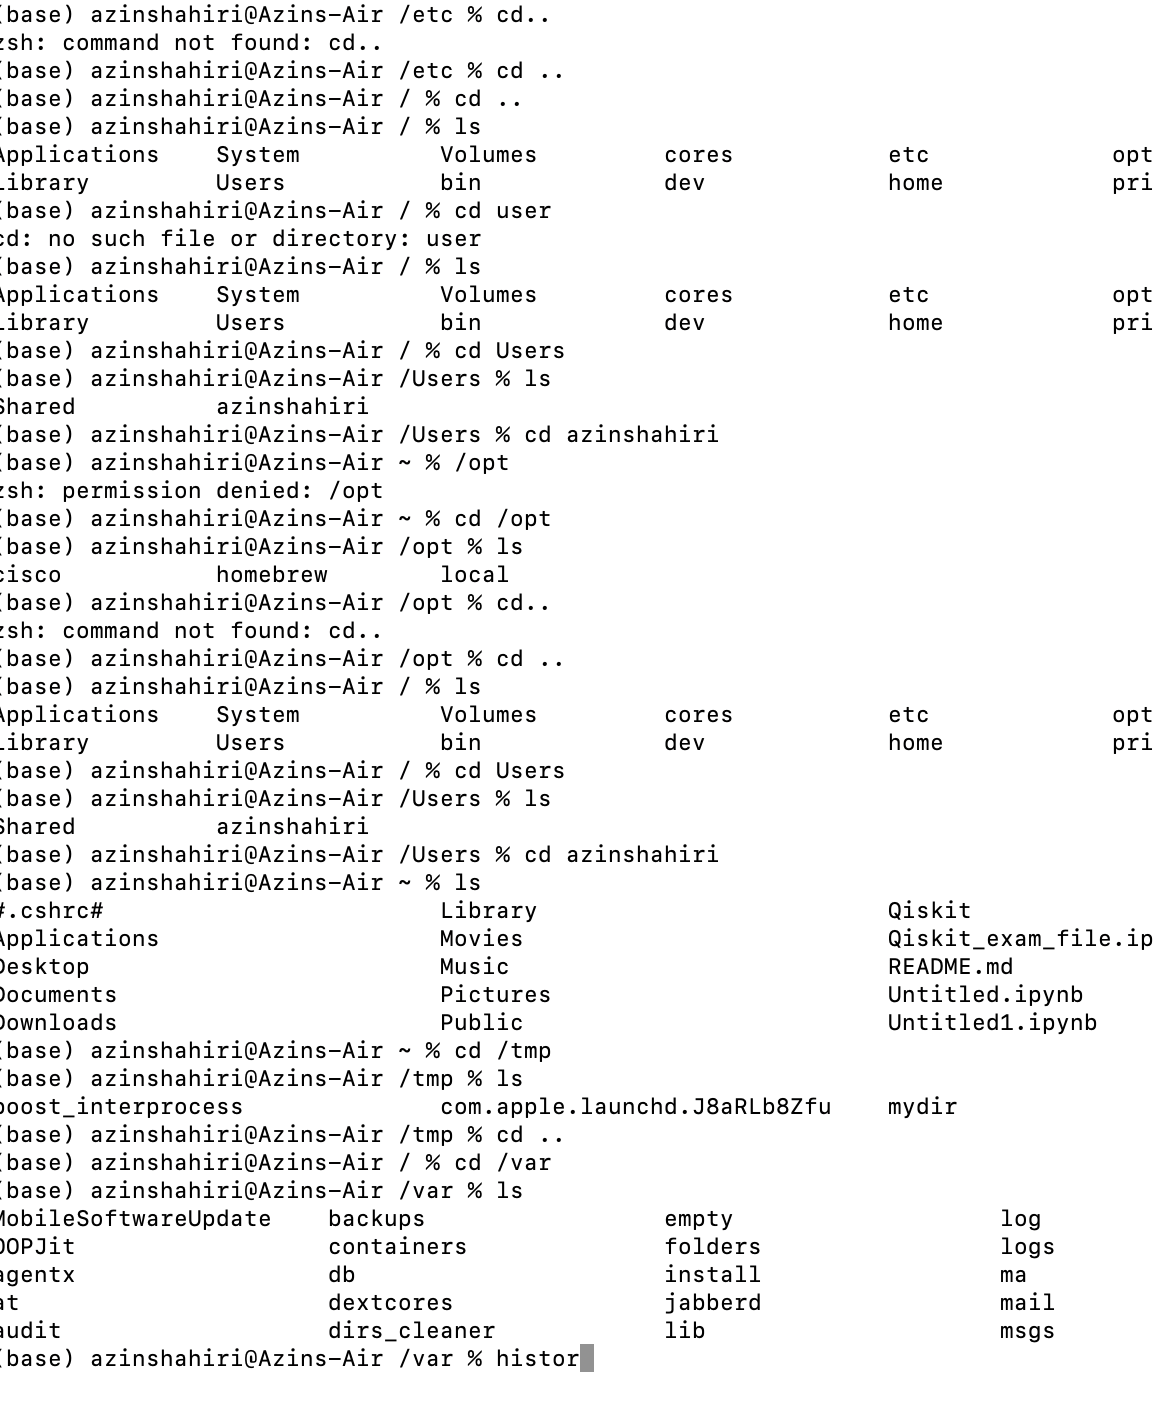 (base) azinshahiri@Azins-Air /etc % cd..
zsh: command not found: cd..
(base) azinshahiri@Azins-Air /etc % cd ..
(base) azinshahiri@Azins-Air / % cd ..
(base) azinshahiri@Azins-Air / % ls
Applications System Volumes cores etc opt
Library Users bin dev home pri
(base) azinshahiri@Azins-Air / % cd user
cd: no such file or directory: user
(base) azinshahiri@Azins-Air / % ls
Applications System Volumes cores etc opt
Library Users bin dev home pri
(base) azinshahiri@Azins-Air / % cd Users
(base) azinshahiri@Azins-Air /Users % ls
Shared azinshahiri
(base) azinshahiri@Azins-Air /Users % cd azinshahiri
(base) azinshahiri@Azins-Air ~ % /opt
zsh: permission denied: /opt
(base) azinshahiri@Azins-Air ~ % cd /opt
(base) azinshahiri@Azins-Air /opt % ls
cisco homebrew local
(base) azinshahiri@Azins-Air /opt % cd..
zsh: command not found: cd..
(base) azinshahiri@Azins-Air /opt % cd ..
(base) azinshahiri@Azins-Air / % ls
Applications System Volumes cores etc opt
Library Users bin dev home pri
(base) azinshahiri@Azins-Air / % cd Users
(base) azinshahiri@Azins-Air /Users % ls
Shared azinshahiri
(base) azinshahiri@Azins-Air /Users % cd azinshahiri
(base) azinshahiri@Azins-Air ~ % ls
#.cshrc# Library Qiskit
Applications Movies Qiskit_exam_file.ip
Desktop Music README.md
Documents Pictures Untitled.ipynb
Downloads Public Untitled1.ipynb
(base) azinshahiri@Azins-Air ~ % cd /tmp
(base) azinshahiri@Azins-Air /tmp % ls
boost_interprocess com.apple.launchd.J8aRLb8Zfu mydir
(base) azinshahiri@Azins-Air /tmp % cd ..
(base) azinshahiri@Azins-Air / % cd /var
(base) azinshahiri@Azins-Air /var % ls
MobileSoftwareUpdate backups empty log
OOPJit containers folders logs
agentx db install ma
at dextcores jabberd mail
audit dirs_cleaner lib msgs
(base) azinshahiri@Azins-Air /var % histor